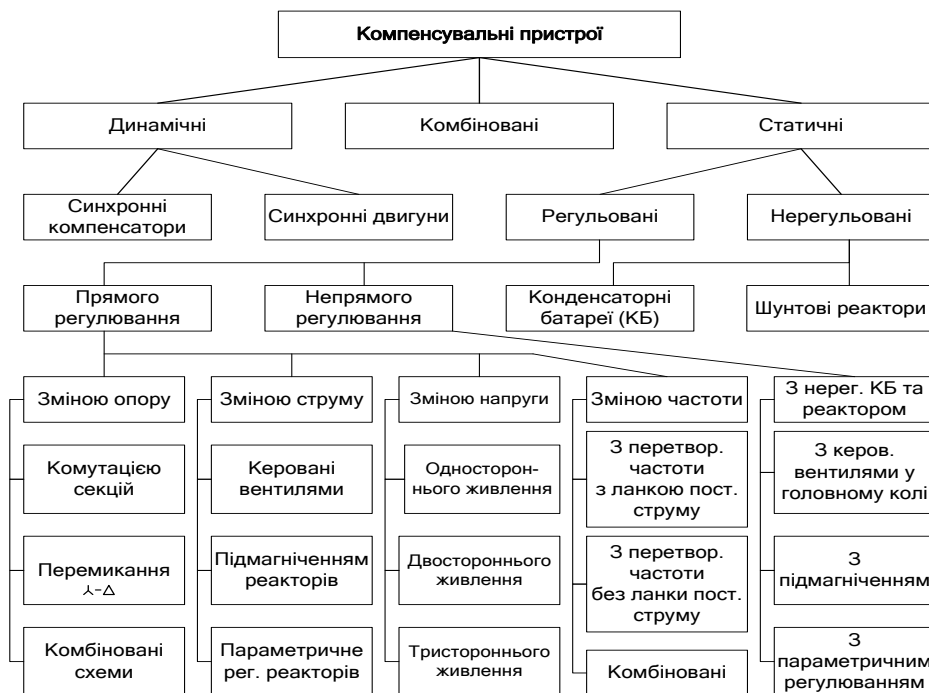 Компенсувальні пристрої
Динамічні
Комбіновані
Статичні
Синхронні
компенсатори
Синхронні двигуни
Регульовані
Нерегульовані
Прямого
регулювання
Непрямого
регулювання
Конденсаторні
батареї (КБ)
Шунтові реактори
Зміною опору
Зміною струму
Зміною напруги
Зміною частоти
З нерег. КБ та
реактором
Комутацією
секцій
Керовані
вентилями
Односторон-
нього живлення
З перетвор.
частоти
з ланкою пост.
струму
З керов.
вентилями у
головному колі
Перемикання
⅄-△
Підмагніченням
реакторів
Двостороннього
живлення
З перетвор.
частоти
без ланки пост.
струму
З
підмагніченням
Комбіновані
схеми
Параметричне
рег. реакторів
Тристороннього
живлення
Комбіновані
З
параметричним
регулюванням